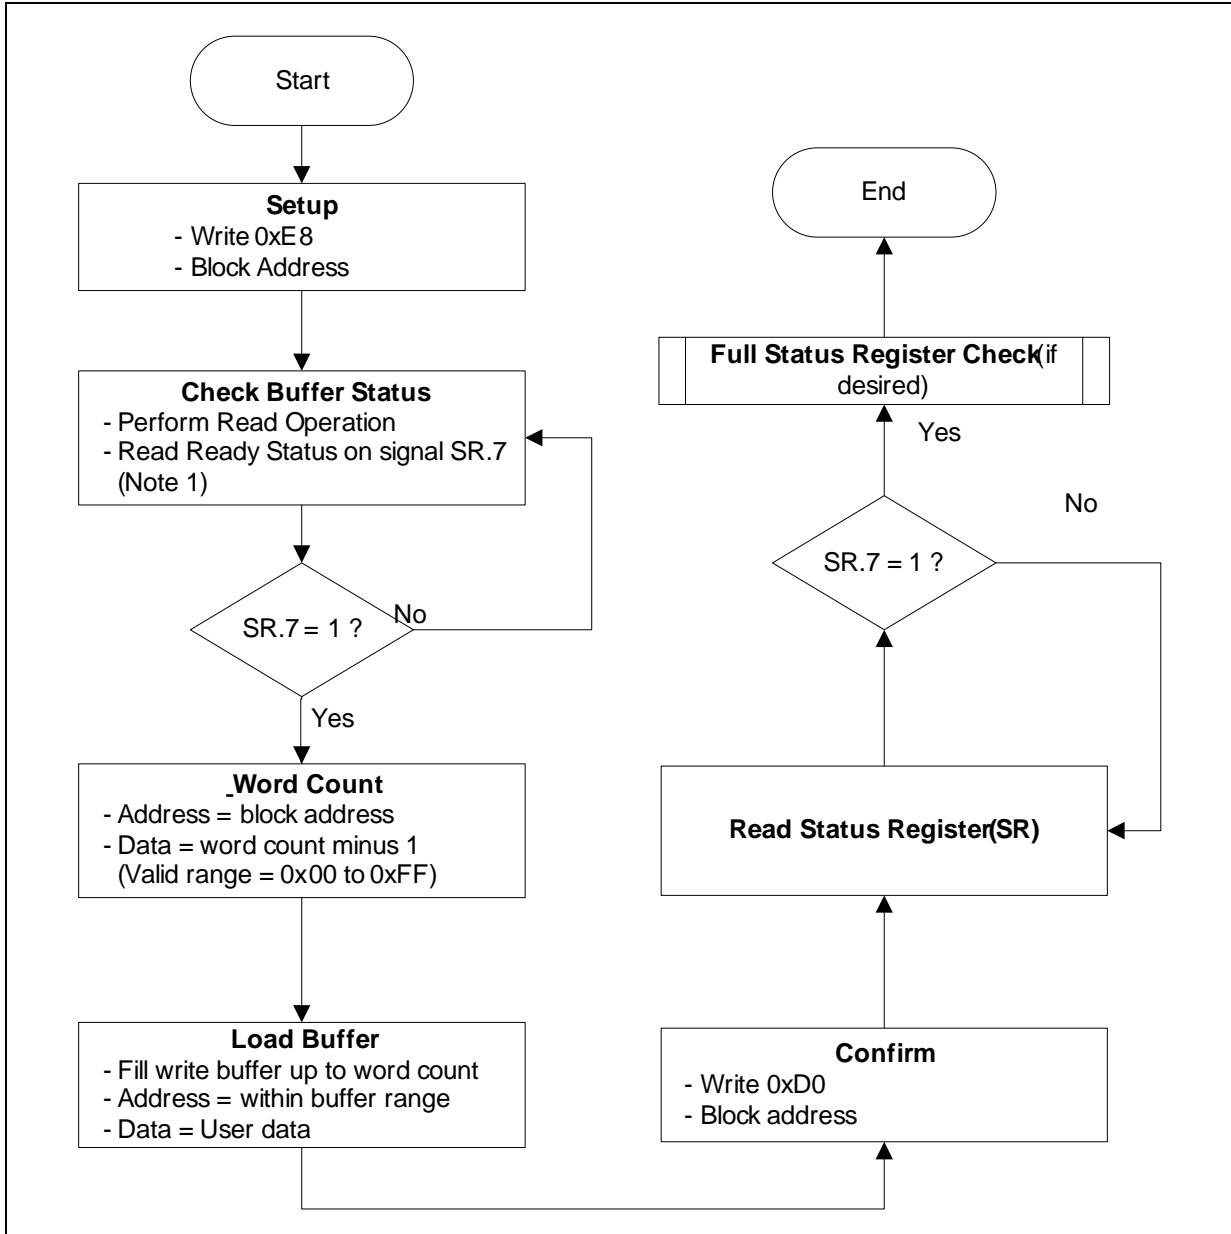 Start
Setup
- Write 0xE8
- Block Address
Check Buffer Status
- Perform Read Operation
- Read Ready Status on signal SR.7
(Note 1)
SR.7 = 1 ?
No
Yes
_Word Count
- Address = block address
- Data = word count minus 1
(Valid range = 0x00 to 0xFF)
Load Buffer
- Fill write buffer up to word count
- Address = within buffer range
- Data = User data
Confirm
- Write 0xD0
- Block address
Read Status Register(SR)
SR.7 = 1 ?
No
Yes
Full Status Register Check(if
desired)
End